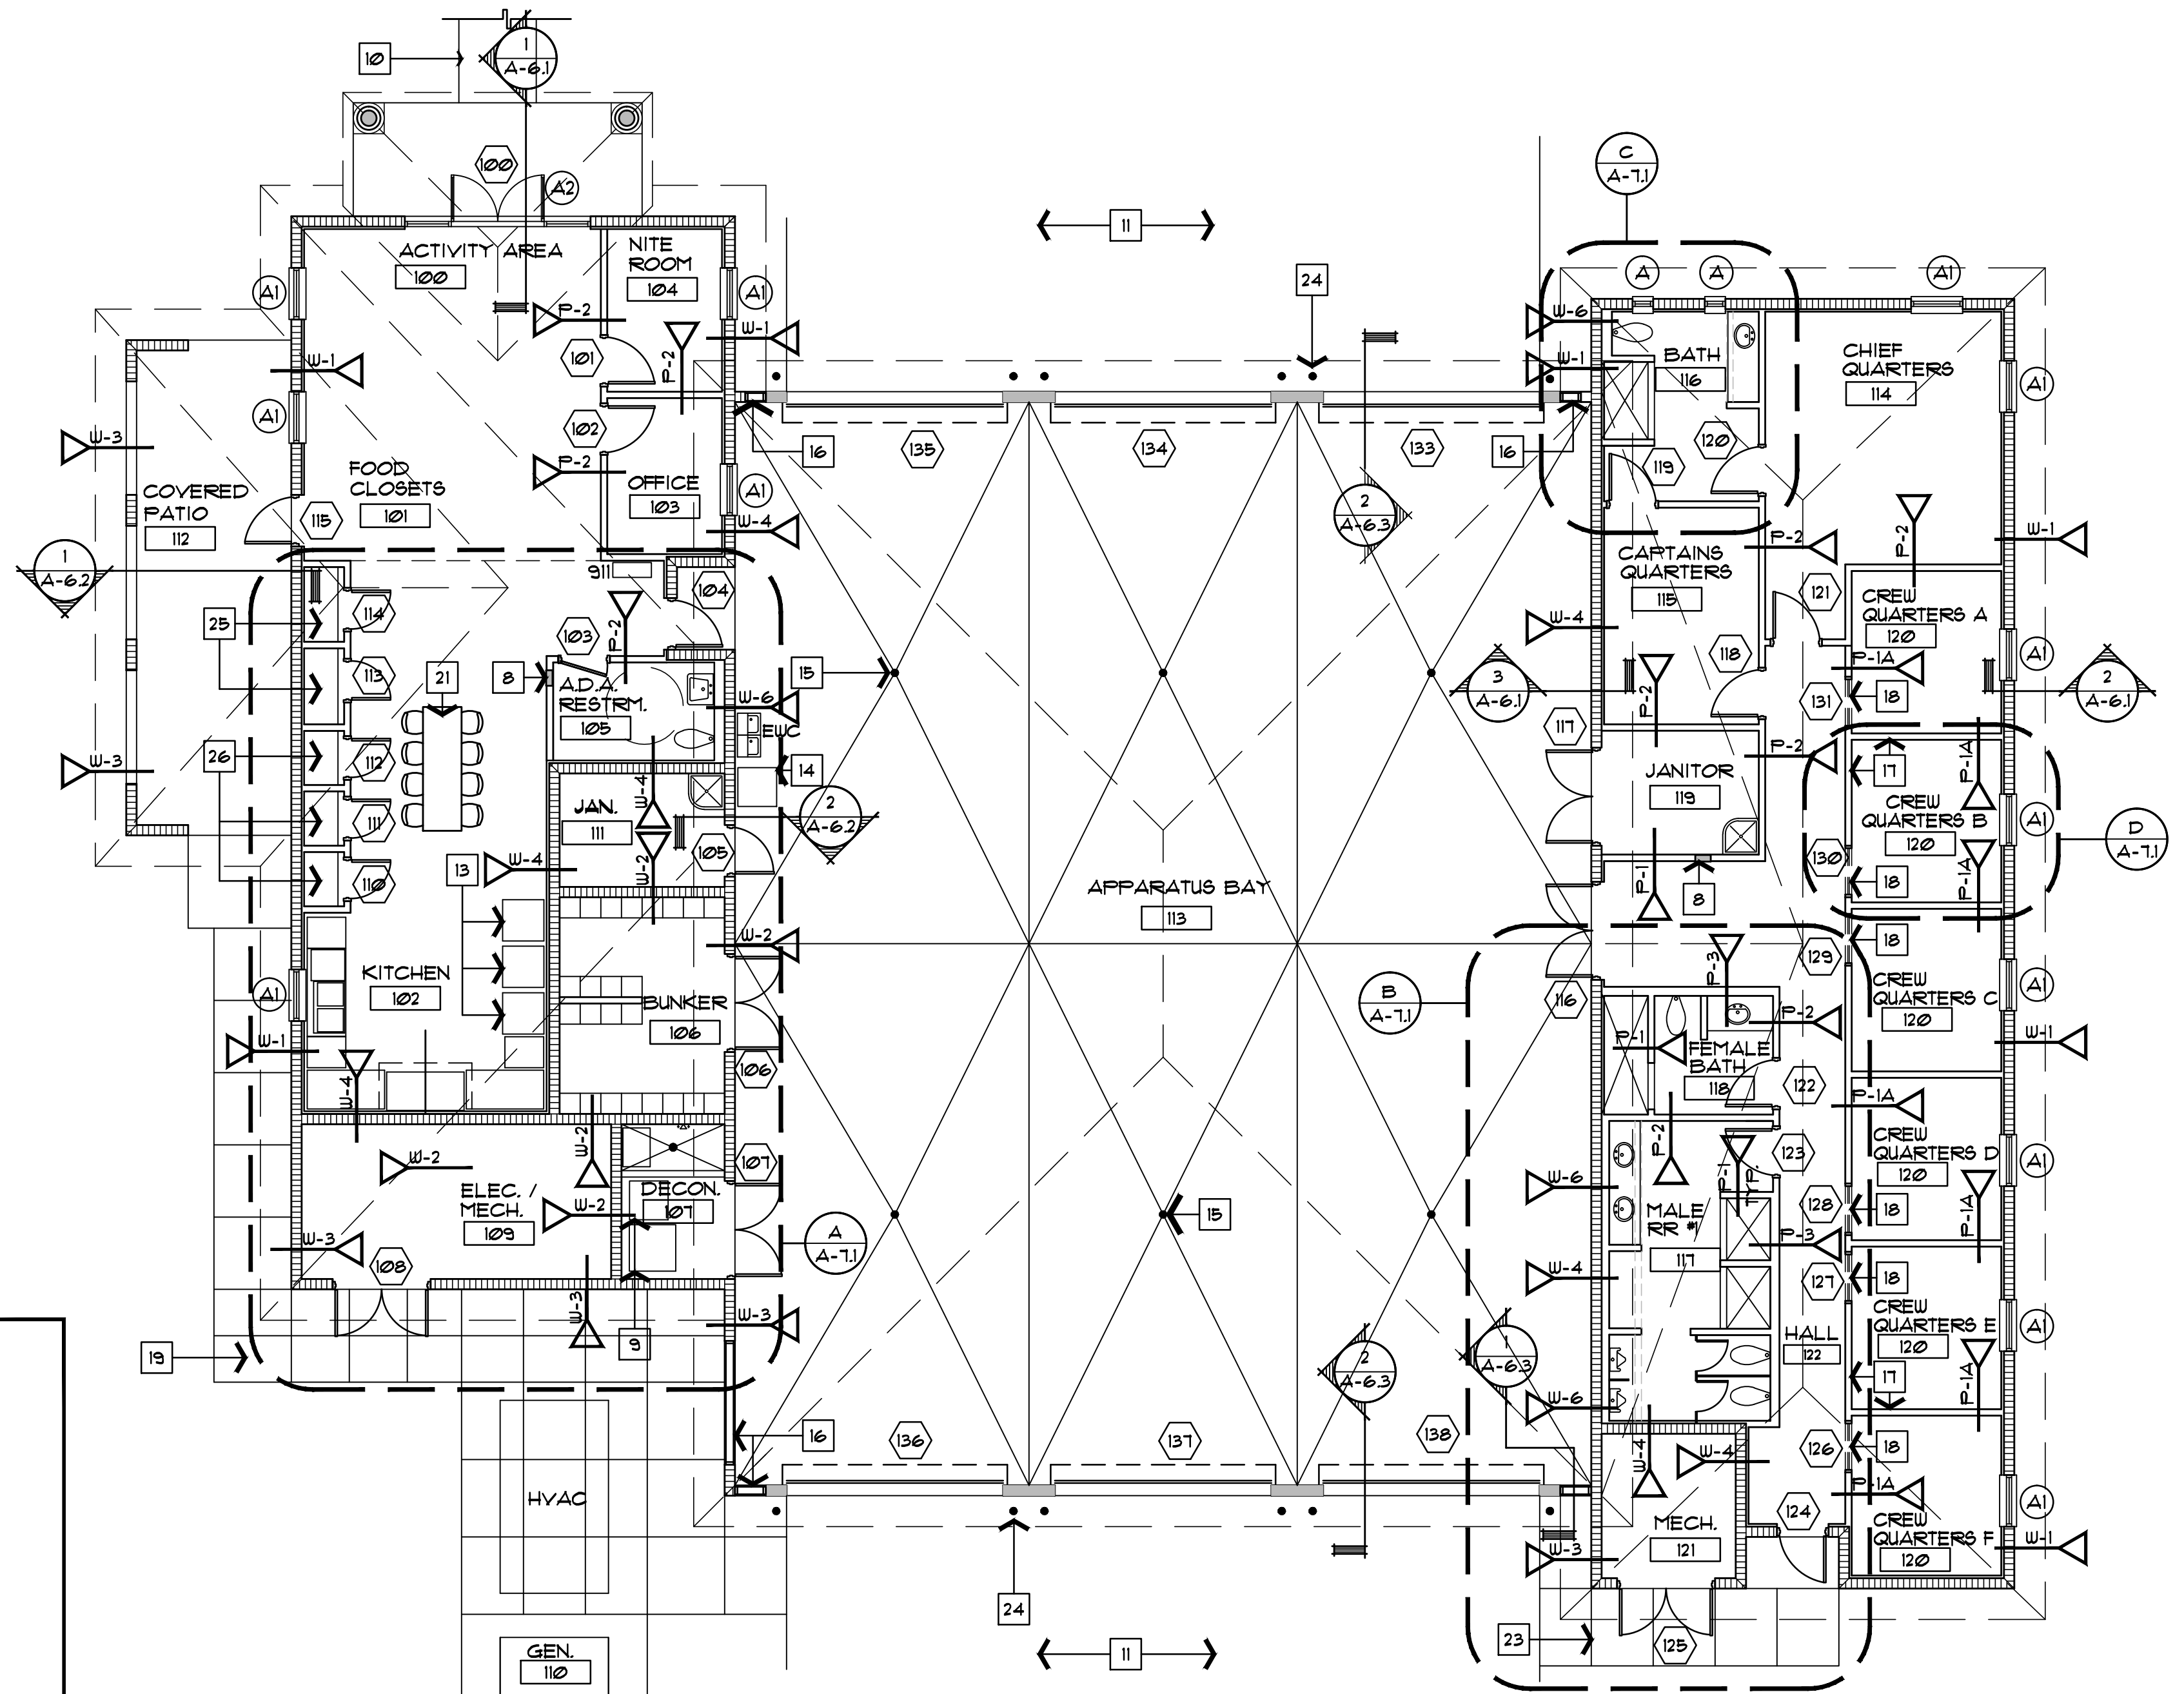 10
1
A-6.1
C
A-7.1
100
A2
11
ACTIVITY AREA
100
NITE
ROOM
104
A1
A1
24
A
A
A1
P-2
W-1
W-6
101
P-2
W-1
W-1
BATH
116
CHIEF
QUARTERS
114
A1
A1
102
W-3
135
134
133
16
16
120
119
P-2
FOOD
CLOSETS
101
OFFICE
103
A1
COVERED
PATIO
112
115
2
A-6.3
W-4
P-2
P-2
W-1
CAPTAINS
QUARTERS
115
1
A-6.2
911
104
121
CREW
QUARTERS A
120
25
114
103
P-2
W-4
118
A1
P-1A
113
21
8
15
3
A-6.1
P-2
2
A-6.1
A.D.A.
RESTRM.
105
W-6
EWC
131
18
117
26
112
14
P-2
17
P-1A
W-3
JANITOR
119
W-4
JAN.
111
2
A-6.2
CREW
QUARTERS B
120
A1
D
A-7.1
111
105
130
13
W-4
W-2
P-1A
110
APPARATUS BAY
113
P-1
8
18
W-2
P-3
129
18
KITCHEN
102
A1
BUNKER
106
B
A-7.1
116
CREW
QUARTERS C
120
A1
P-2
W-1
W-4
P-1
FEMALE
BATH
118
W-1
106
122
P-1A
W-2
W-2
107
P-2
P-1
TYP.
123
CREW
QUARTERS D
120
A1
ELEC. /
MECH.
109
W-2
DECON.
107
W-6
MALE
RR #1
117
128
18
P-1A
15
A
A-7.1
W-3
108
P-3
W-4
127
18
W-3
W-3
CREW
QUARTERS E
120
A1
19
9
2
A-6.3
1
A-6.3
HALL
122
17
P-1A
W-6
16
136
137
138
W-4
W-4
126
18
HVAC
P-1A
A1
124
MECH.
121
CREW
QUARTERS F
120
W-3
W-1
24
23
125
11
GEN.
110